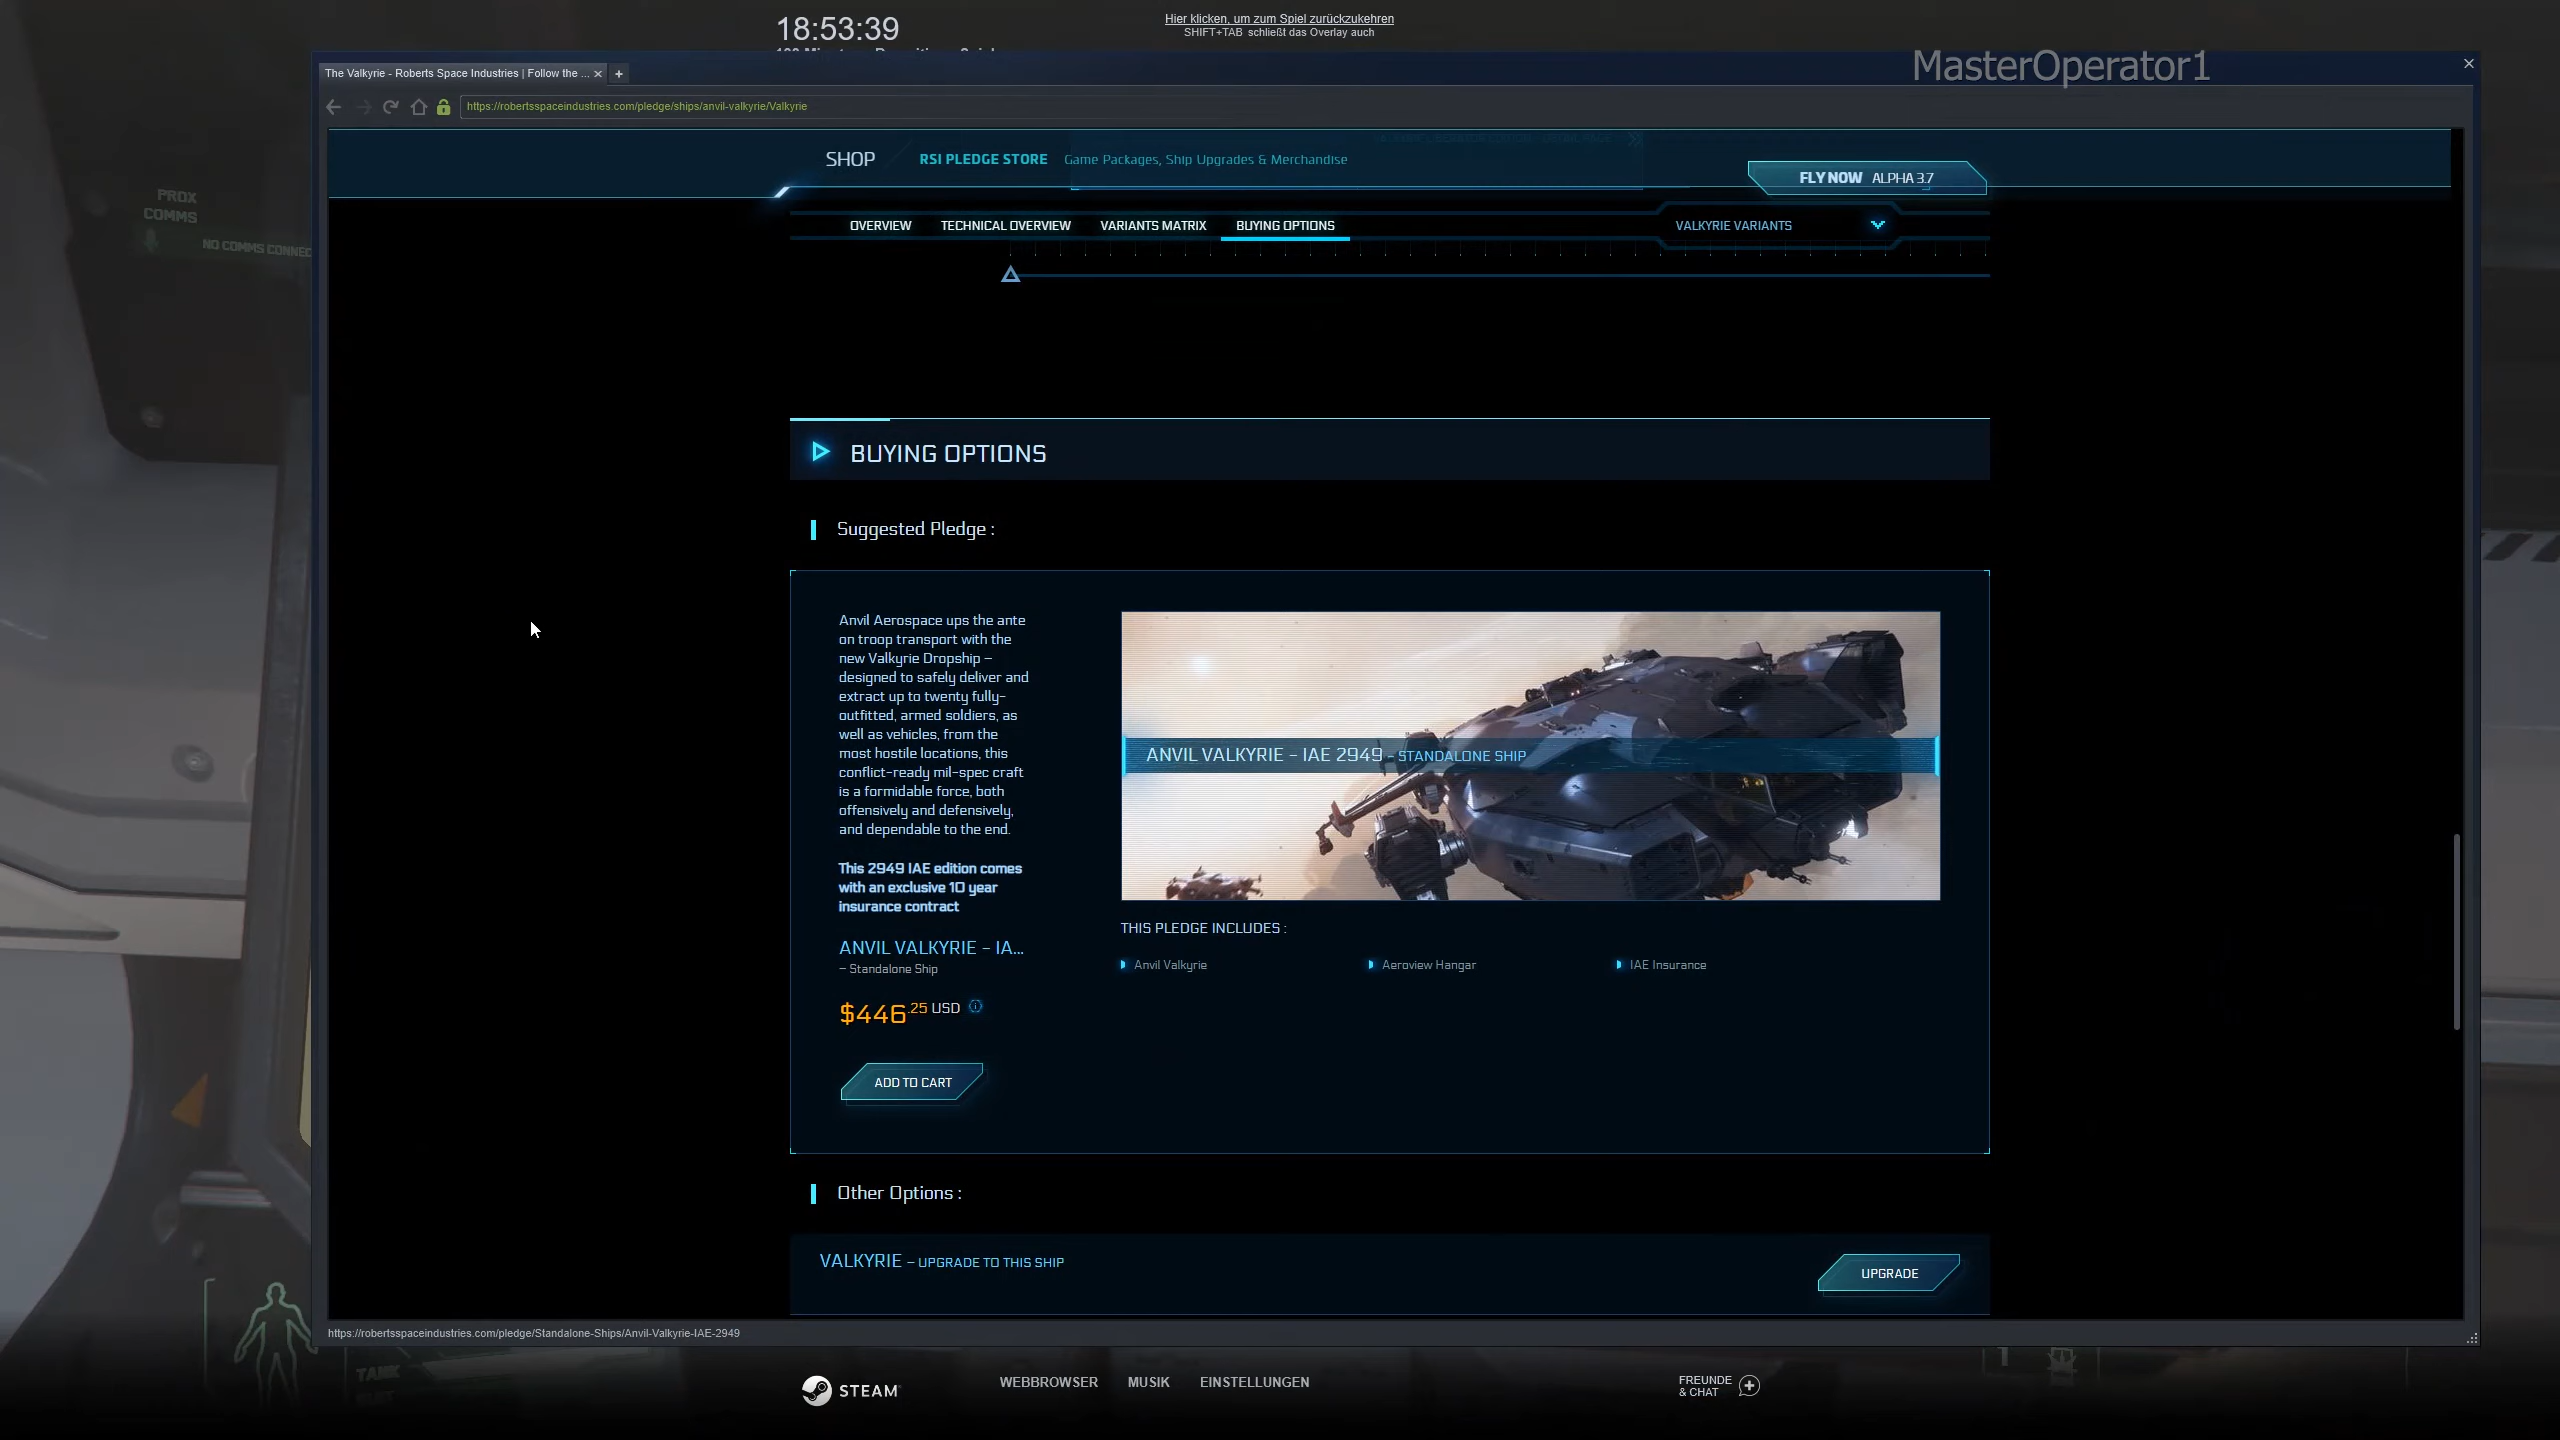 18:53:39
Hier klicken, um zum Spiel zurückzukehren
SHIFT+TAB schließt das Overlay auch
MasterOperator1
The Valkyrie - Roberts Space Industries | Follow the ...
https://robertsspaceindustries.com/pledge/ships/anvil-valkyrie/Valkyrie
SHOP
RSI PLEDGE STORE
Game Packages, Ship Upgrades & Merchandise
FLY NOW ALPHA 3.7
PROX
COMMS
NO COMMS CONNEC
OVERVIEW
TECHNICAL OVERVIEW
VARIANTS MATRIX
BUYING OPTIONS
VALKYRIE VARIANTS
BUYING OPTIONS
Suggested Pledge :
Anvil Aerospace ups the ante
on troop transport with the
new Valkyrie Dropship –
designed to safely deliver and
extract up to twenty fully-
outfitted, armed soldiers, as
well as vehicles, from the
most hostile locations, this
conflict-ready mil-spec craft
is a formidable force, both
offensively and defensively,
and dependable to the end.
This 2949 IAE edition comes
with an exclusive 10 year
insurance contract
ANVIL VALKYRIE - IA...
– Standalone Ship
$446.25 USD
ADD TO CART
ANVIL VALKYRIE - IAE 2949 - STANDALONE SHIP
THIS PLEDGE INCLUDES :
Anvil Valkyrie
Aeroview Hangar
IAE Insurance
Other Options :
VALKYRIE – UPGRADE TO THIS SHIP
UPGRADE
https://robertsspaceindustries.com/pledge/Standalone-Ships/Anvil-Valkyrie-IAE-2949
TANK
STEAM
WEBBROWSER
MUSIK
EINSTELLUNGEN
FREUNDE
& CHAT